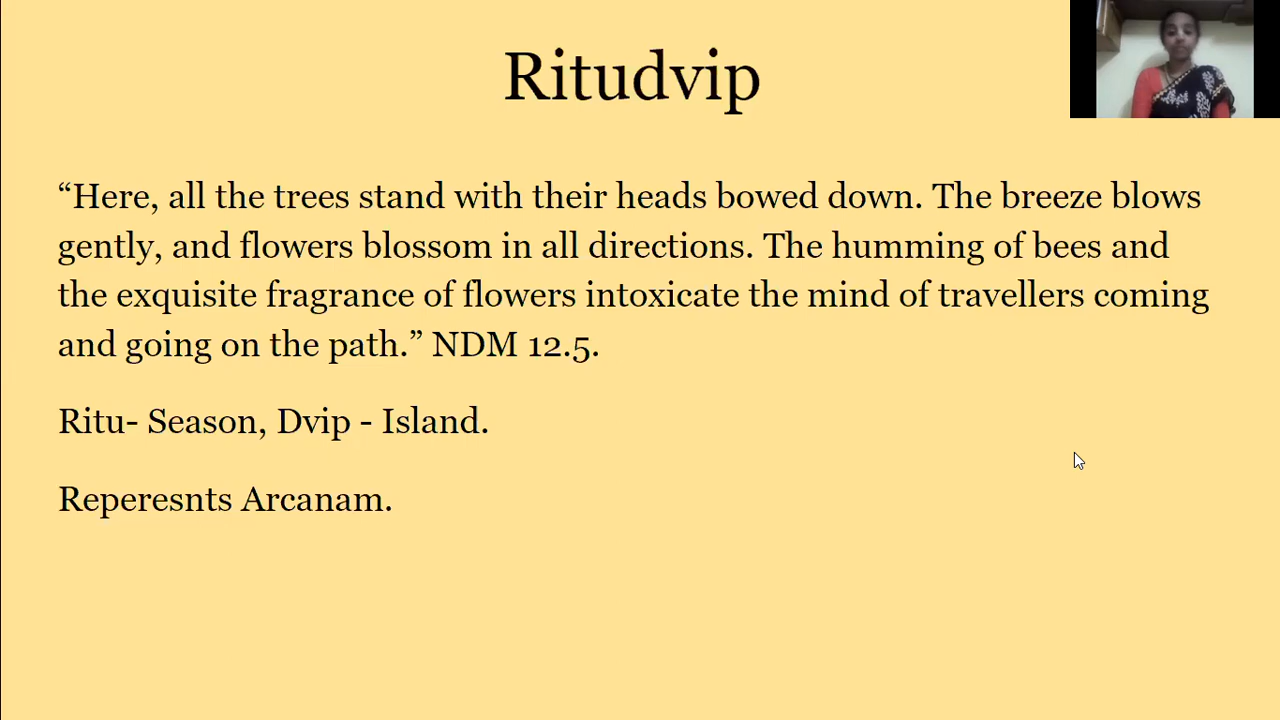 Ritudvip
“Here, all the trees stand with their heads bowed down. The breeze blows
gently, and flowers blossom in all directions. The humming of bees and
the exquisite fragrance of flowers intoxicate the mind of travellers coming
and going on the path.” NDM 12.5.
Ritu- Season, Dvip - Island.
Reperesnts Arcanam.